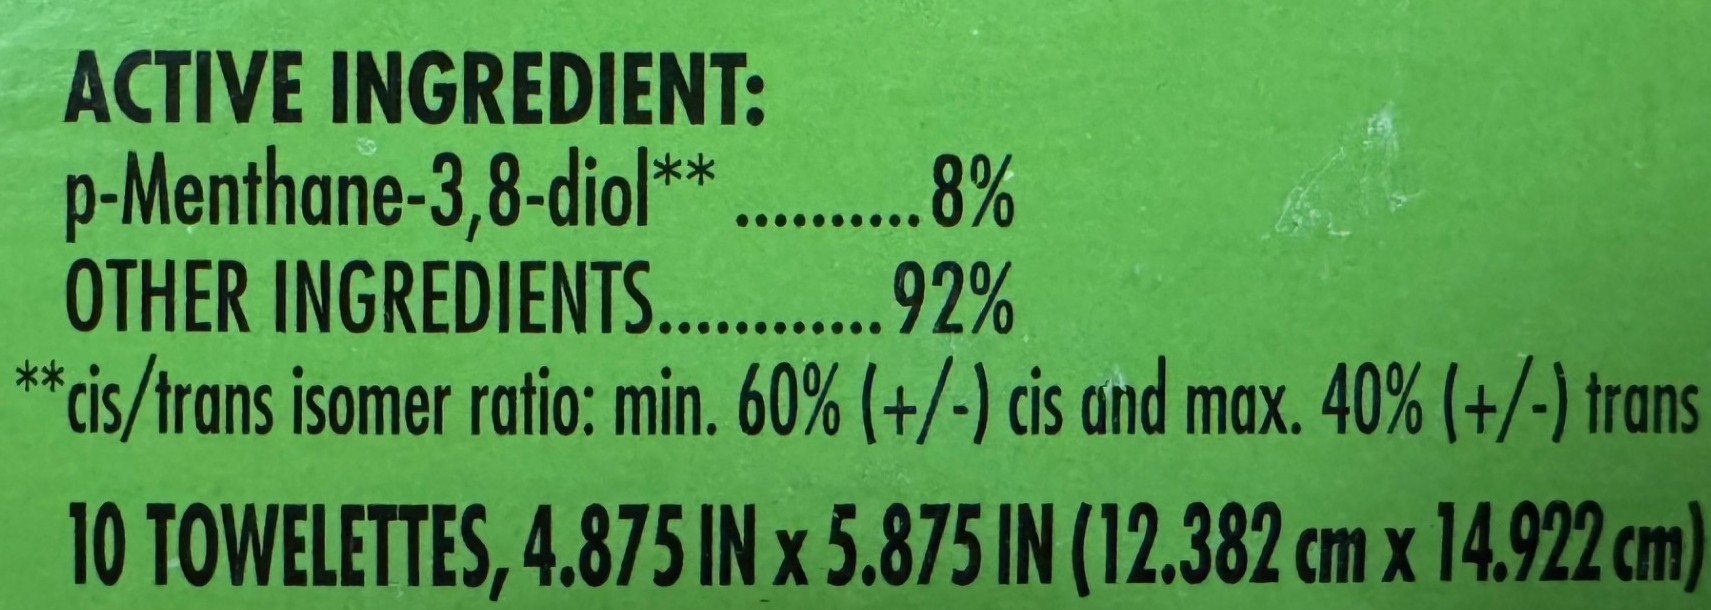 ACTIVE INGREDIENT:
p-Menthane-3,8-diol** ..........8%
OTHER INGREDIENTS............92%
**cis/trans isomer ratio: min. 60% (+/-) cis and max. 40% (+/-) trans
10 TOWELETTES, 4.875 IN x 5.875 IN (12.382 cm x 14.922 cm)